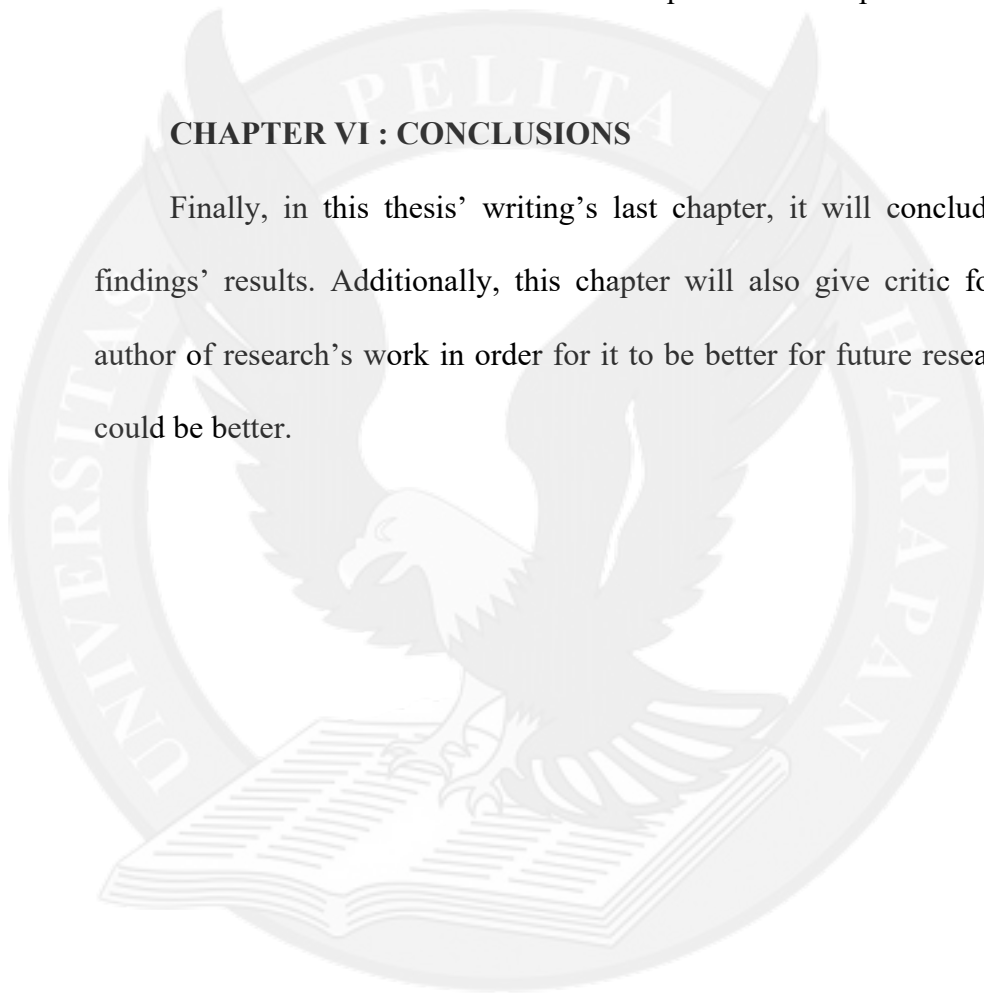 PELITA
CHAPTER VI : CONCLUSIONS
Finally, in this thesis' writing's last chapter, it will conclud
findings' results. Additionally, this chapter will also give critic fo
author of research's work in order for it to be better for future resea
could be better.
UNIVERSITAS
HARAPAN